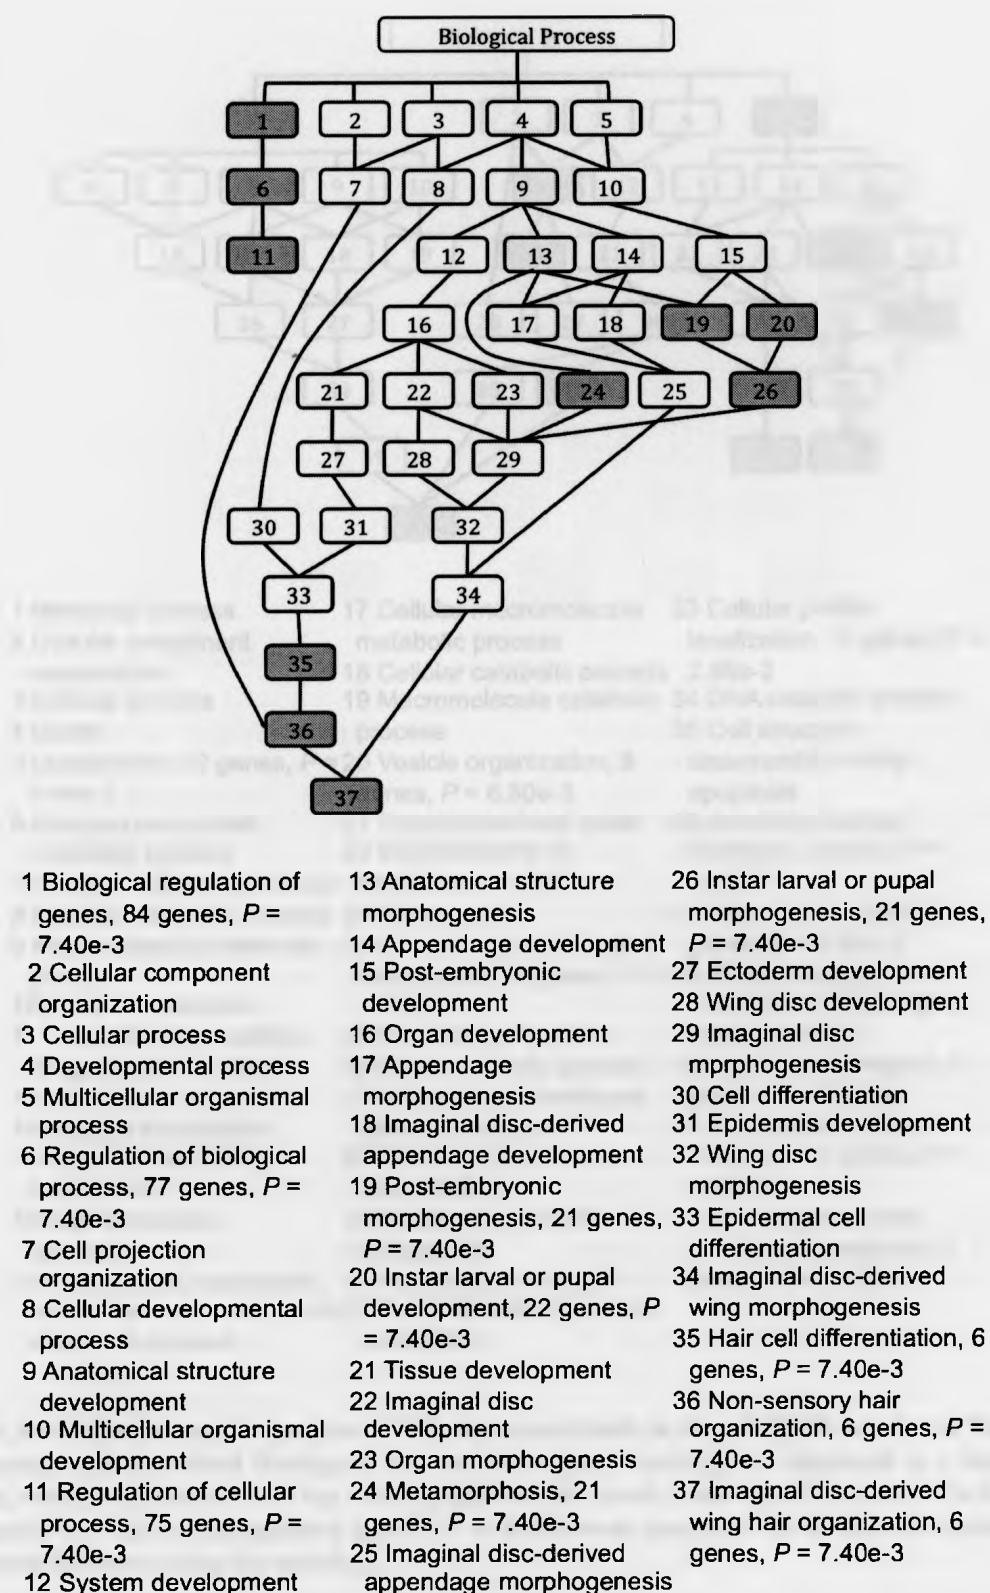 Biological Process
1 2 3 4 5
6 7 8 9 10
11 12 13 14 15
16 17 18 19 20
21 22 23 24 25 26
27 28 29
30 31 32
33 34
35
36
37
1 Biological regulation of
genes, 84 genes, P =
7.40e-3
2 Cellular component
organization
3 Cellular process
4 Developmental process
5 Multicellular organismal
process
6 Regulation of biological
process, 77 genes, P =
7.40e-3
7 Cell projection
organization
8 Cellular developmental
process
9 Anatomical structure
development
10 Multicellular organismal
development
11 Regulation of cellular
process, 75 genes, P =
7.40e-3
12 System development
13 Anatomical structure
morphogenesis
14 Appendage development
15 Post-embryonic
development
16 Organ development
17 Appendage
morphogenesis
18 Imaginal disc-derived
appendage development
19 Post-embryonic
morphogenesis, 21 genes,
P = 7.40e-3
20 Instar larval or pupal
development, 22 genes, P
= 7.40e-3
21 Tissue development
22 Imaginal disc
development
23 Organ morphogenesis
24 Metamorphosis, 21
genes, P = 7.40e-3
25 Imaginal disc-derived
appendage morphogenesis
26 Instar larval or pupal
morphogenesis, 21 genes,
P = 7.40e-3
27 Ectoderm development
28 Wing disc development
29 Imaginal disc
mprphogenesis
30 Cell differentiation
31 Epidermis development
32 Wing disc
morphogenesis
33 Epidermal cell
differentiation
34 Imaginal disc-derived
wing morphogenesis
35 Hair cell differentiation, 6
genes, P = 7.40e-3
36 Non-sensory hair
organization, 6 genes, P =
7.40e-3
37 Imaginal disc-derived
wing hair organization, 6
genes, P = 7.40e-3